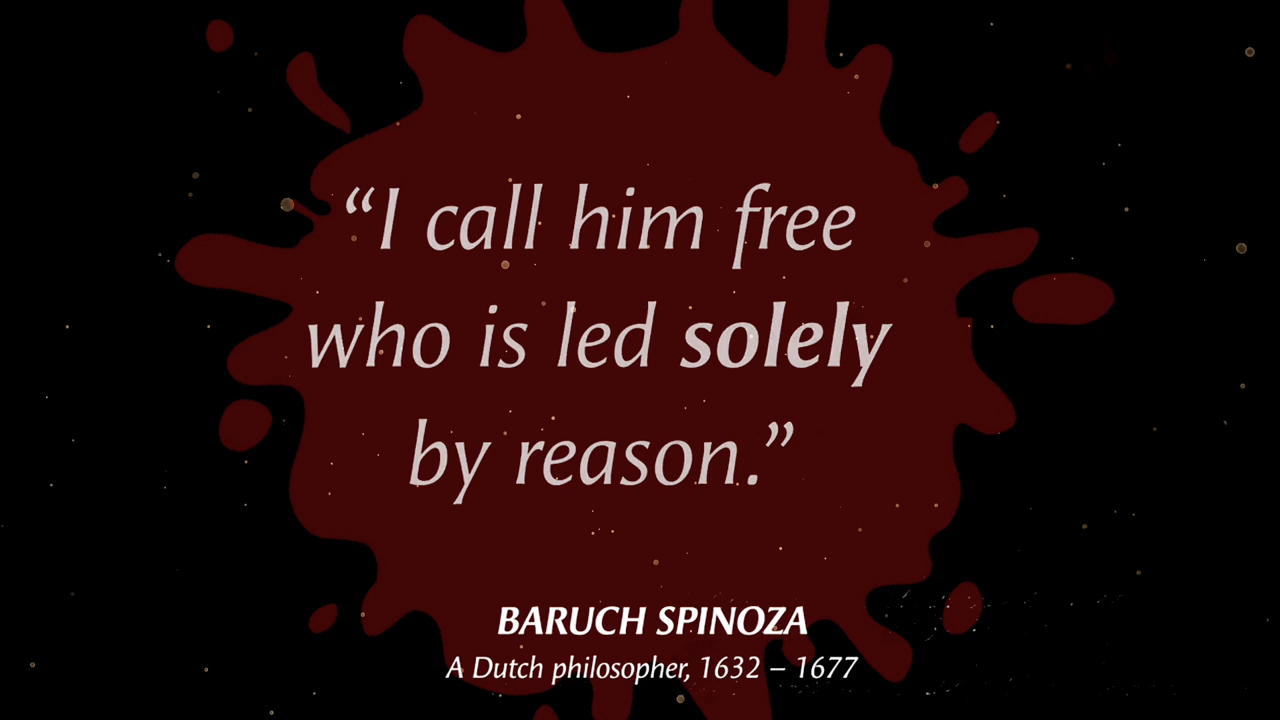 “I call him free
who is led solely
by reason.”
BARUCH SPINOZA
A Dutch philosopher, 1632 – 1677